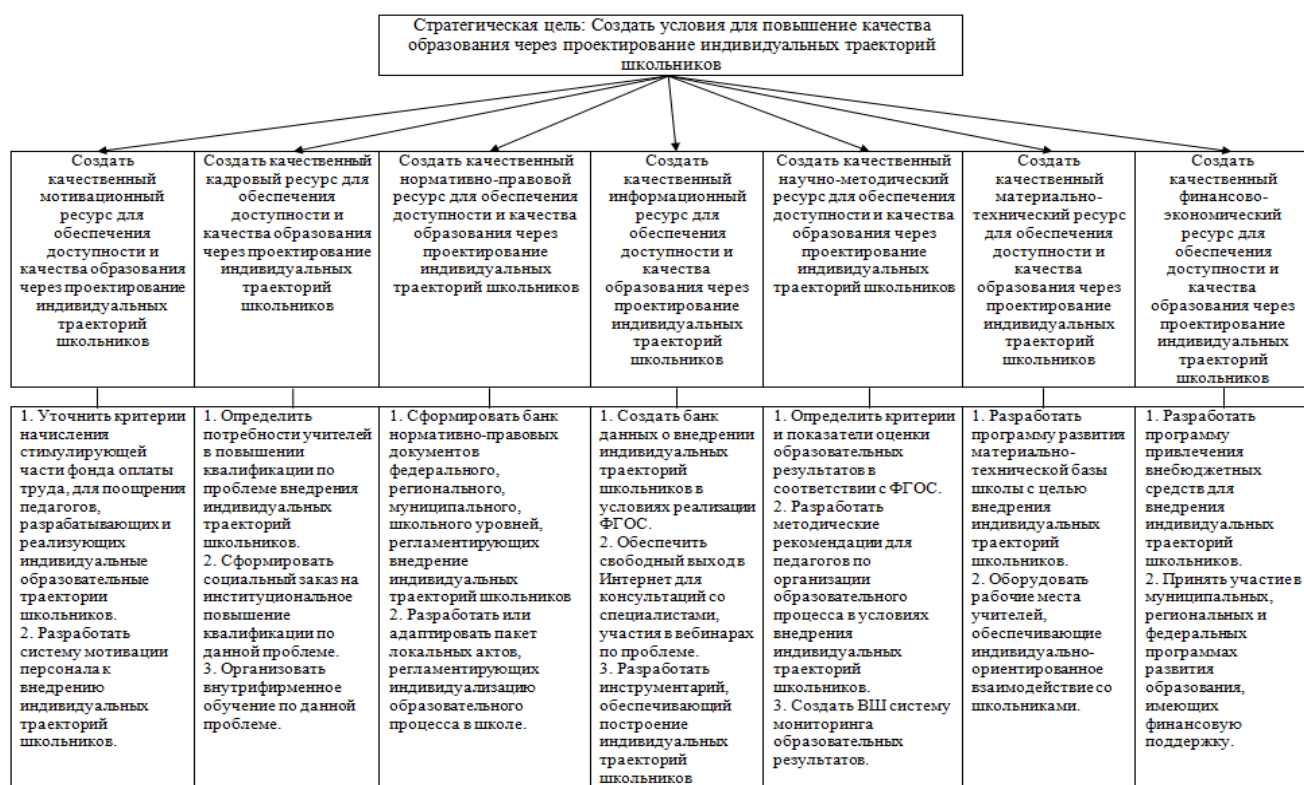 Стратегическая цель: Создать условия для повышение качества
образования через проектирование индивидуальных траекторий
школьников
Создать
качественный
мотивационный
ресурс для
обеспечения
доступности и
качества образования
через проектирование
индивидуальных
траекторий
школьников
Создать качественный
кадровый ресурс для
обеспечения
доступности и
качества образования
через проектирование
индивидуальных
траекторий
школьников
Создать качественный
нормативно-правовой
ресурс для обеспечения
доступности и качества
образования через
проектирование
индивидуальных
траекторий школьников
Создать
качественный
информационный
ресурс для
обеспечения
доступности и
качества
образования через
проектирование
индивидуальных
траекторий
школьников
Создать качественный
научно-методический
ресурс для обеспечения
доступности и качества
образования через
проектирование
индивидуальных
траекторий школьников
Создать
качественный
материально-
технический ресурс
для обеспечения
доступности и
качества
образования через
проектирование
индивидуальных
траекторий
школьников
Создать
качественный
финансово-
экономический
ресурс для
обеспечения
доступности и
качества
образования через
проектирование
индивидуальных
траекторий
школьников
1. Уточнить критерии
начисления
стимулирующей
части фонда оплаты
труда, для поощрения
педагогов,
разрабатывающих и
реализующих
индивидуальные
образовательные
траектории
школьников.
2. Разработать
систему мотивации
персонала к
внедрению
индивидуальных
траекторий
школьников.
1. Определить
потребности учителей
в повышении
квалификации по
проблеме внедрения
индивидуальных
траекторий
школьников.
2. Сформировать
социальный заказ на
институциональное
повышение
квалификации по
данной проблеме.
3. Организовать
внутрифирменное
обучение по данной
проблеме.
1. Сформировать банк
нормативно-правовых
документов
федерального,
регионального,
муниципального,
школьного уровней,
регламентирующих
внедрение
индивидуальных
траекторий школьников
2. Разработать или
адаптировать пакет
локальных актов,
регламентирующих
индивидуализацию
образовательного
процесса в школе.
1. Создать банк
данных о внедрении
индивидуальных
траекторий
школьников в
условиях реализации
ФГОС.
2. Обеспечить
свободный выход в
Интернет для
консультаций со
специалистами,
участия в вебинарах
по проблеме.
3. Разработать
инструментарий,
обеспечивающий
построение
индивидуальных
траекторий
школьников
1. Определить критерии
и показатели оценки
образовательных
результатов в
соответствии с ФГОС.
2. Разработать
методические
рекомендации для
педагогов по
организации
образовательного
процесса в условиях
внедрения
индивидуальных
траекторий
школьников.
3. Создать ВШ систему
мониторинга
образовательных
результатов.
1. Разработать
программу развития
материально-
технической базы
школы с целью
внедрения
индивидуальных
траекторий
школьников.
2. Оборудовать
рабочие места
учителей,
обеспечивающие
индивидуально-
ориентированное
взаимодействие со
школьниками.
1. Разработать
программу
привлечения
внебюджетных
средств для
внедрения
индивидуальных
траекторий
школьников.
2. Принять участие в
муниципальных,
региональных и
федеральных
программах
развития
образования,
имеющих
финансовую
поддержку.